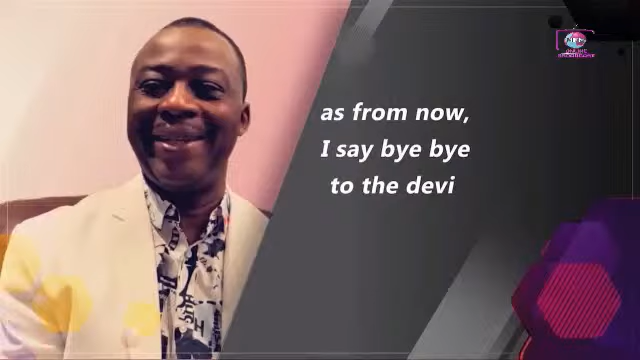 as from now,
I say bye bye
to the devi